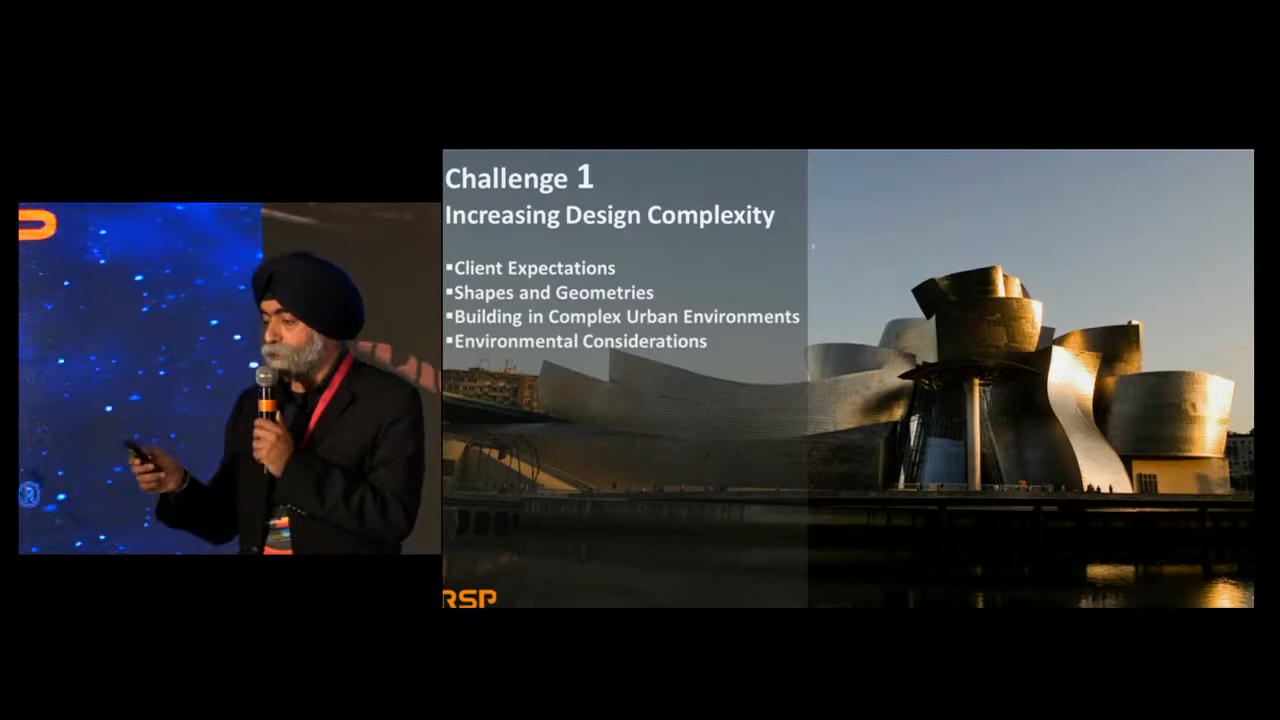 Challenge 1
Increasing Design Complexity
▪Client Expectations
▪Shapes and Geometries
▪Building in Complex Urban Environments
▪Environmental Considerations
RSP
P
®